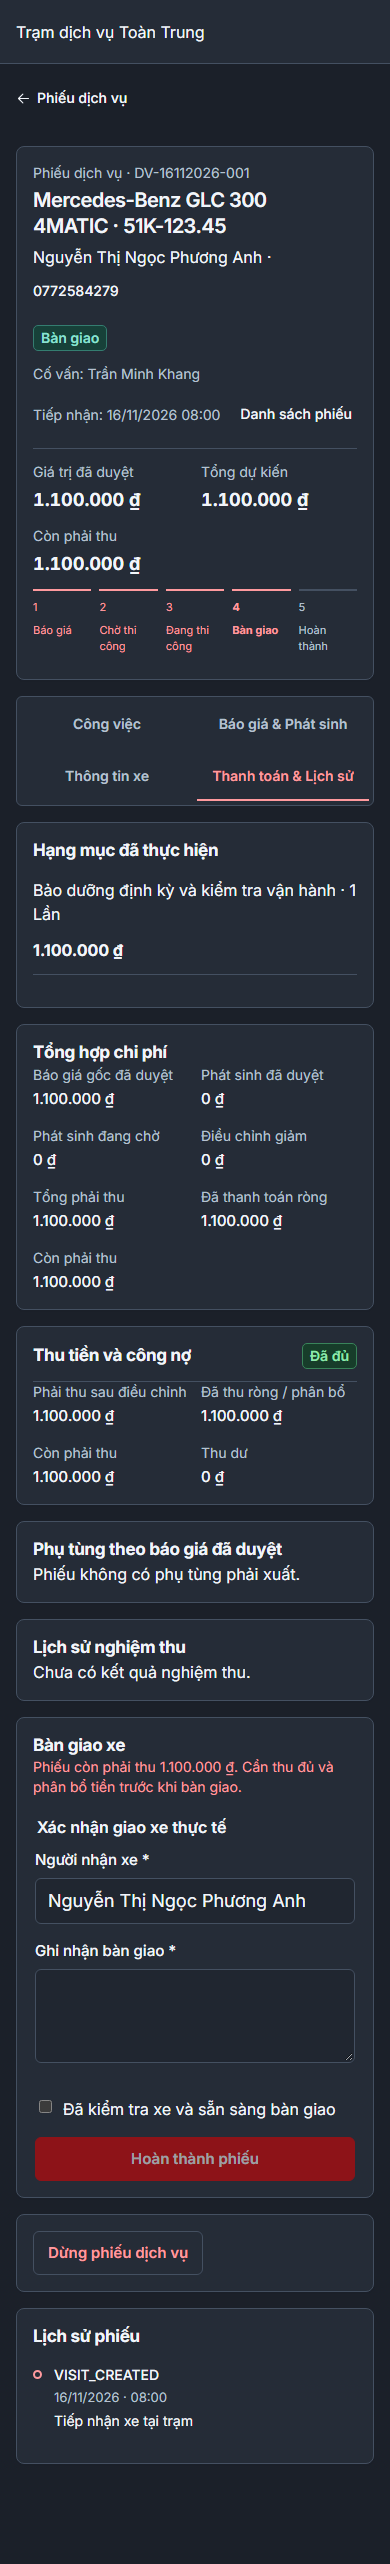 Trạm dịch vụ Toàn Trung
← Phiếu dịch vụ
Phiếu dịch vụ · DV-16112026-001
Mercedes-Benz GLC 300
4MATIC · 51K-123.45
Nguyễn Thị Ngọc Phương Anh ·
0772584279
Bàn giao
Cố vấn: Trần Minh Khang
Tiếp nhận: 16/11/2026 08:00 Danh sách phiếu
Giá trị đã duyệt Tổng dự kiến
1.100.000 ₫ 1.100.000 ₫
Còn phải thu
1.100.000 ₫
1 2 3 4 5
Báo giá Chờ thi Đang thi Bàn giao Hoàn
công công thành
Công việc Báo giá & Phát sinh
Thông tin xe Thanh toán & Lịch sử
Hạng mục đã thực hiện
Bảo dưỡng định kỳ và kiểm tra vận hành · 1
Lần
1.100.000 ₫
Tổng hợp chi phí
Báo giá gốc đã duyệt Phát sinh đã duyệt
1.100.000 ₫ 0 ₫
Phát sinh đang chờ Điều chỉnh giảm
0 ₫ 0 ₫
Tổng phải thu Đã thanh toán ròng
1.100.000 ₫ 1.100.000 ₫
Còn phải thu
1.100.000 ₫
Thu tiền và công nợ Đã đủ
Phải thu sau điều chỉnh Đã thu ròng / phân bổ
1.100.000 ₫ 1.100.000 ₫
Còn phải thu Thu dư
1.100.000 ₫ 0 ₫
Phụ tùng theo báo giá đã duyệt
Phiếu không có phụ tùng phải xuất.
Lịch sử nghiệm thu
Chưa có kết quả nghiệm thu.
Bàn giao xe
Phiếu còn phải thu 1.100.000 ₫. Cần thu đủ và
phân bổ tiền trước khi bàn giao.
Xác nhận giao xe thực tế
Người nhận xe *
Nguyễn Thị Ngọc Phương Anh
Ghi nhận bàn giao *
Đã kiểm tra xe và sẵn sàng bàn giao
Hoàn thành phiếu
Dừng phiếu dịch vụ
Lịch sử phiếu
VISIT_CREATED
16/11/2026 · 08:00
Tiếp nhận xe tại trạm